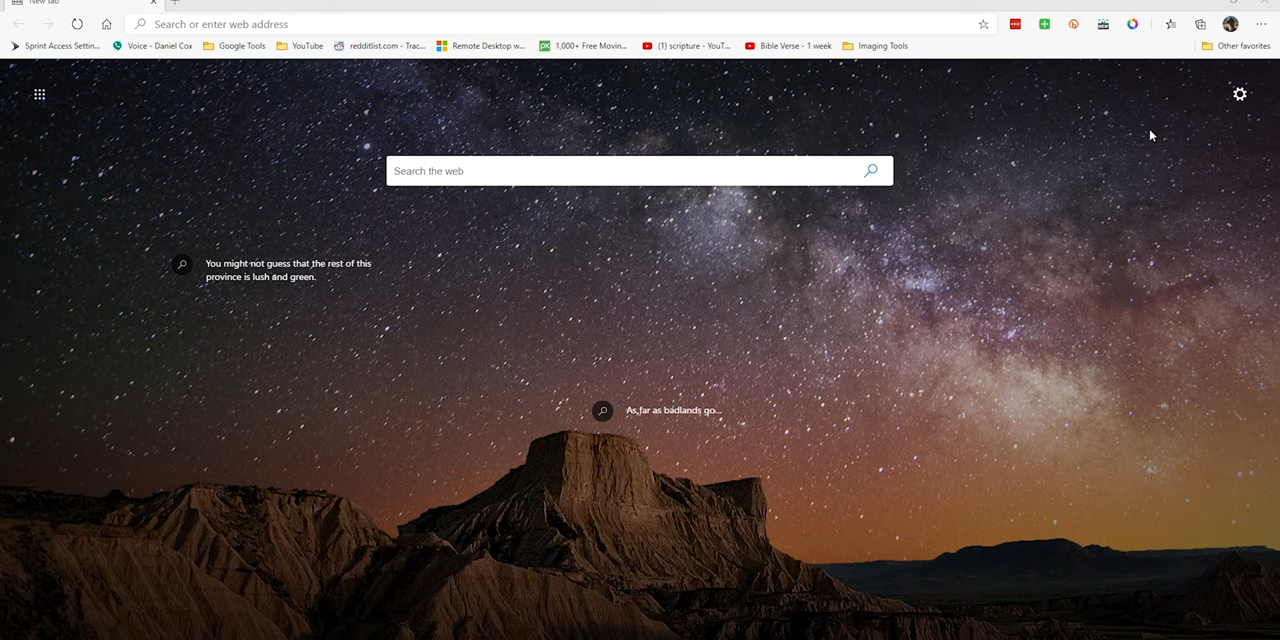 New tab
Search or enter web address
Sprint Access Settin... Voice - Daniel Cox Google Tools YouTube redditlist.com - Trac... Remote Desktop w... 1,000+ Free Movin... (1) scripture - YouT... Bible Verse - 1 week Imaging Tools Other favorites
Search the web
You might not guess that the rest of this
province is lush and green.
As far as badlands go...